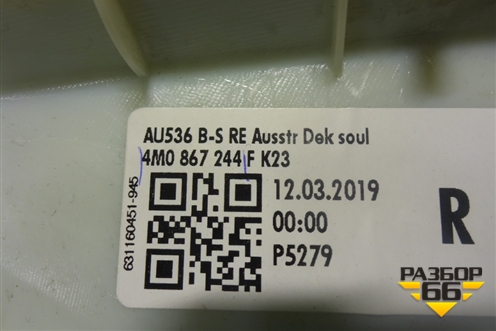 AU536 B-S RE Ausstr Dek soul
4M0 867 244 F K23
631160451-945
12.03.2019
00:00
P5279
R
РАЗБОР
66